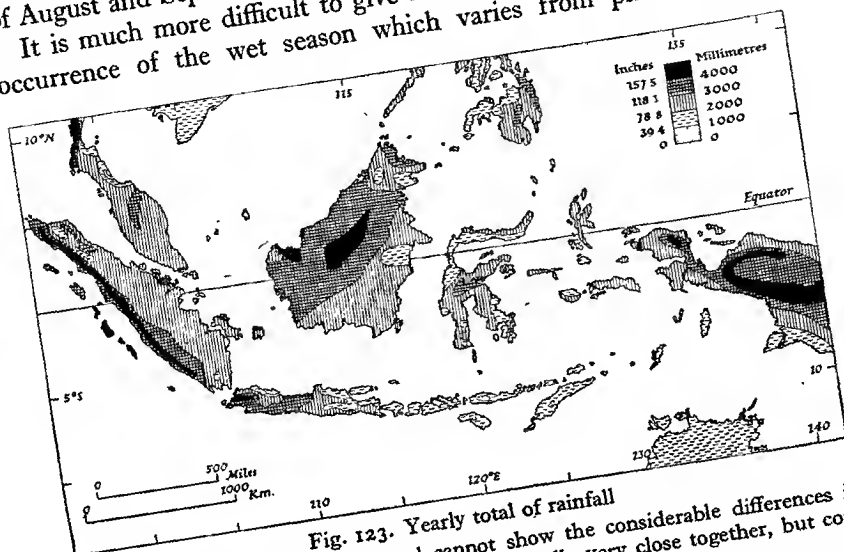 of August and
It is much more difficult to give
occurrence of the wet season which varies from
10°N
115
135
Inches Millimetres
157 5 4000
118 1 3000
78 8 2000
39 4 1000
0 0
Equator
5°S
10
0 500 Miles
0 1000 Km.
110
120°E
130
140
Fig. 123. Yearly total of rainfall
cannot show the considerable differences
very close together, but